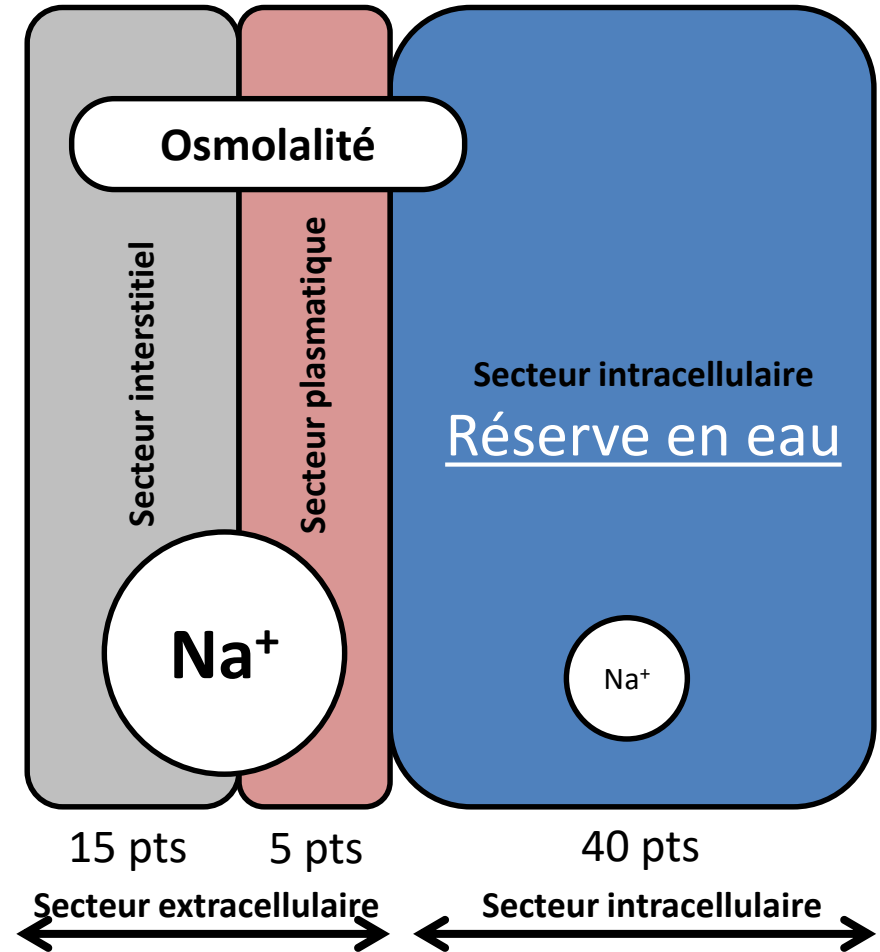 Osmolalité
Secteur interstitiel
Secteur plasmatique
Secteur intracellulaire
Réserve en eau
Na⁺
Na⁺
15 pts
5 pts
40 pts
Secteur extracellulaire
Secteur intracellulaire